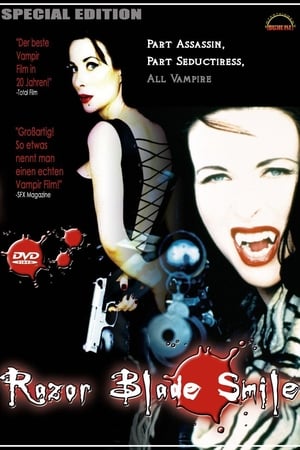 SPECIAL EDITION
Part Assassin,
Part Seductiress,
All Vampire
"Der beste
Vampir
Film in
20 Jahren!"
-Total Film
"Großartig!
So etwas
nennt man
einen echten
Vampir Film!"
-SFX Magazine
DVD
Razor Blade Smile